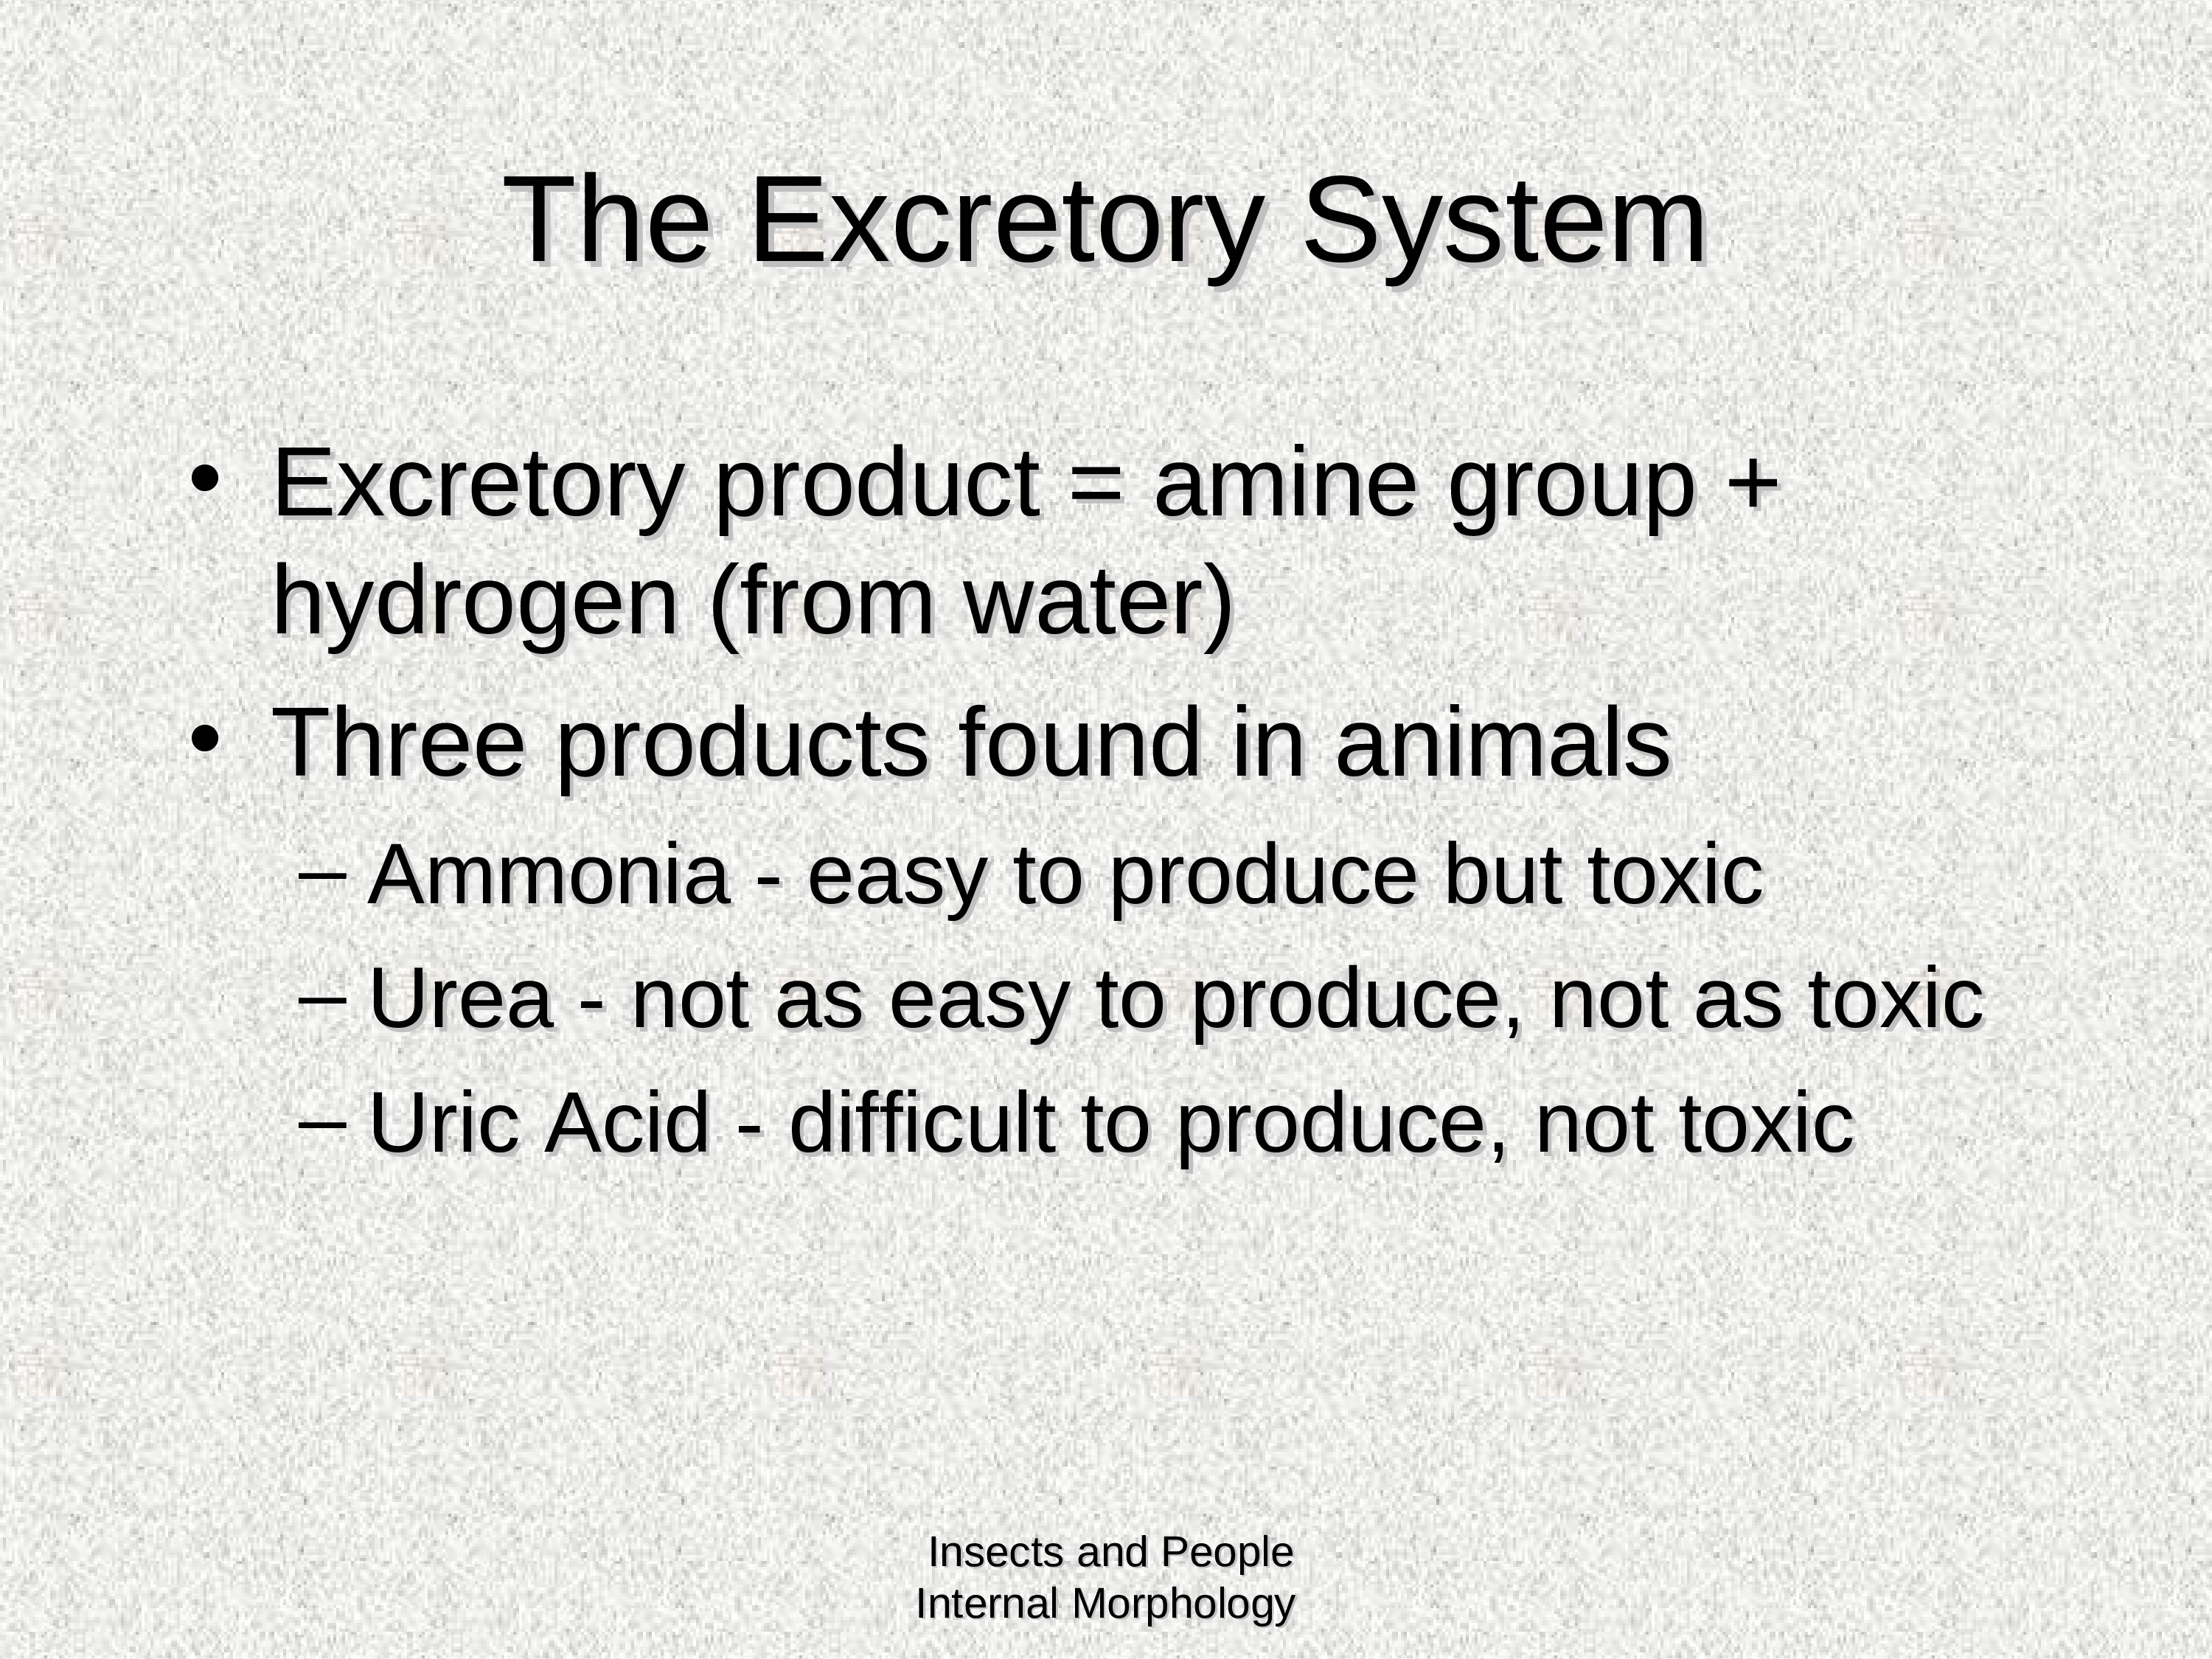 The Excretory System
• Excretory product = amine group +
hydrogen (from water)
• Three products found in animals
– Ammonia - easy to produce but toxic
– Urea - not as easy to produce, not as toxic
– Uric Acid - difficult to produce, not toxic
Insects and People
Internal Morphology